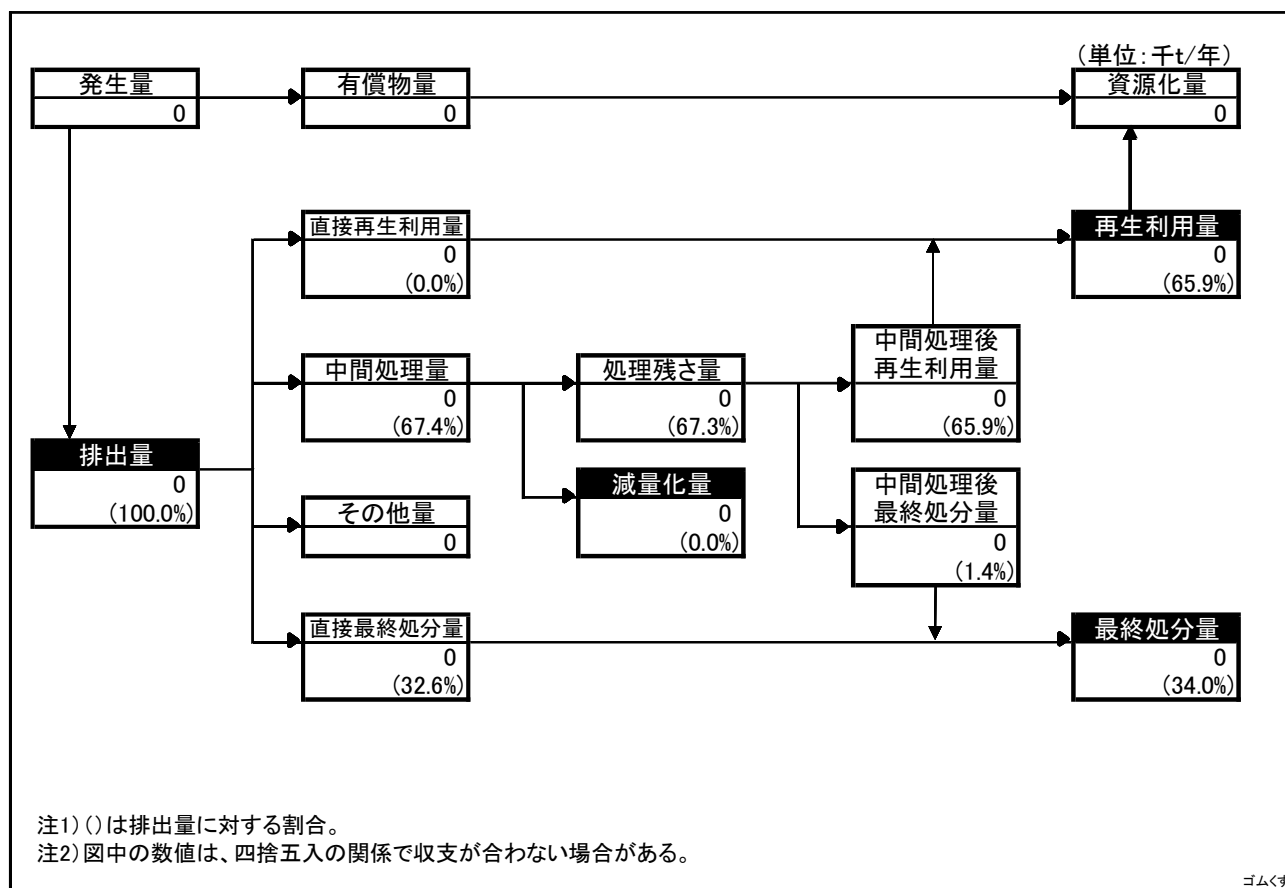 (単位:千t/年)
発生量
0
有償物量
0
資源化量
0
直接再生利用量
0
(0.0%)
再生利用量
0
(65.9%)
中間処理量
0
(67.4%)
処理残さ量
0
(67.3%)
中間処理後
再生利用量
0
(65.9%)
排出量
0
(100.0%)
その他量
0
減量化量
0
(0.0%)
中間処理後
最終処分量
0
(1.4%)
直接最終処分量
0
(32.6%)
最終処分量
0
(34.0%)
注1)()は排出量に対する割合。
注2)図中の数値は、四捨五入の関係で収支が合わない場合がある。
ゴムくず